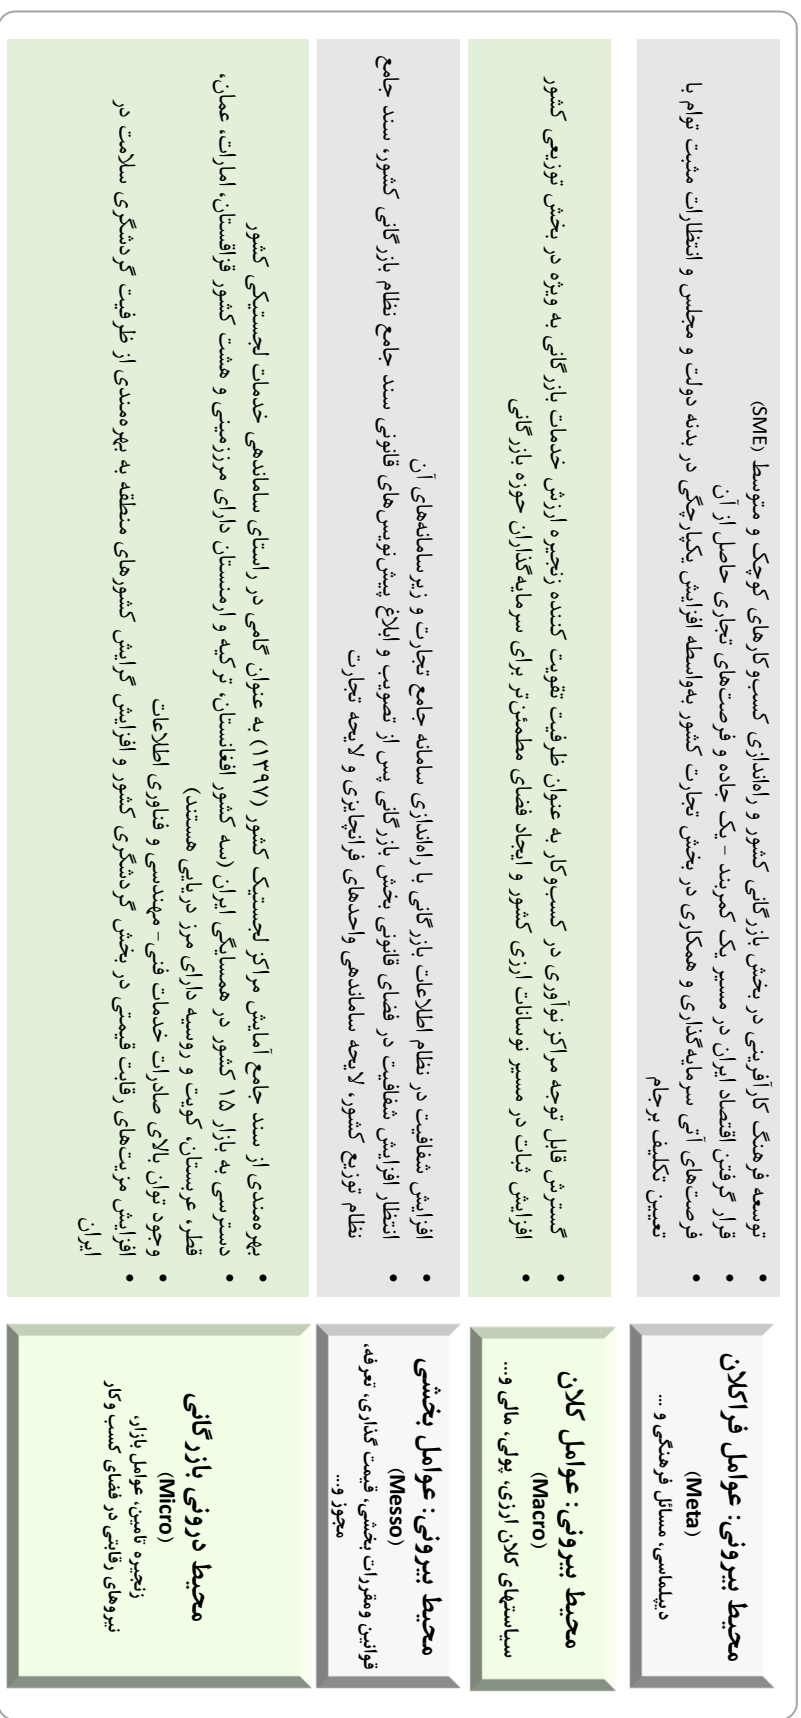 محیط بیرونی: عوامل فراکلان
(Meta)
دیپلماسی، مسائل فرهنگی و ...
• توسعه فرهنگ کارآفرینی در بخش بازرگانی کشور و راه‌اندازی کسب‌وکارهای کوچک و متوسط (SME)
• قرار گرفتن اقتصاد ایران در مسیر یک کمربند - یک جاده و فرصت‌های تجاری حاصل از آن
• فرصت‌های آتی سرمایه‌گذاری و همکاری در بخش تجارت کشور به‌واسطه افزایش یکپارچگی در بدنه دولت و مجلس و انتظارات مثبت توام با
تعیین تکلیف برجام
محیط بیرونی: عوامل کلان
(Macro)
سیاستهای کلان ارزی، پولی، مالی و...
• گسترش قابل توجه مراکز نوآوری در کسب‌وکار به عنوان ظرفیت تقویت کننده زنجیره ارزش خدمات بازرگانی به ویژه در بخش توزیعی کشور
• افزایش ثبات در مسیر نوسانات ارزی کشور و ایجاد فضای مطمئن‌تر برای سرمایه‌گذاران حوزه بازرگانی
محیط بیرونی: عوامل بخشی
(Messo)
قوانین ومقررات بخشی، قیمت گذاری، تعرفه،
مجوز و...
• افزایش شفافیت در نظام اطلاعات بازرگانی با راه‌اندازی سامانه جامع تجارت و زیرسامانه‌های آن
• انتظار افزایش شفافیت در فضای قانونی بخش بازرگانی پس از تصویب و ابلاغ پیش‌نویس‌های قانونی سند جامع نظام بازرگانی کشور، سند جامع
نظام توزیع کشور، لایحه ساماندهی واحدهای فرانچایزی و لایحه تجارت
محیط درونی بازرگانی
(Micro)
زنجیره تامین، عوامل بازار،
نیروهای رقابتی در فضای کسب وکار
• بهره‌مندی از سند جامع آمایش مراکز لجستیک کشور (۱۳۹۷) به عنوان گامی در راستای ساماندهی خدمات لجستیکی کشور
• دسترسی به بازار ۱۵ کشور در همسایگی ایران (سه کشور افغانستان، ترکیه و ارمنستان دارای مرززمینی و هشت کشور قزاقستان، امارات، عمان،
قطر، عربستان، کویت و روسیه دارای مرز دریایی هستند)
• وجود توان بالای صادرات خدمات فنی- مهندسی و فناوری اطلاعات
• افزایش مزیت‌های رقابت قیمتی در بخش گردشگری کشور و افزایش گرایش کشورهای منطقه به بهره‌مندی از ظرفیت گردشگری سلامت در
ایران